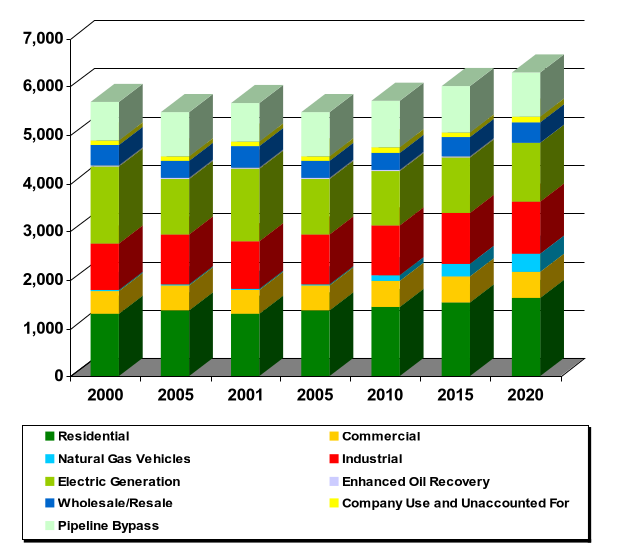 7,000
6,000
5,000
4,000
3,000
2,000
1,000
0
2000 2005 2001 2005 2010 2015 2020
Residential Commercial
Natural Gas Vehicles Industrial
Electric Generation Enhanced Oil Recovery
Wholesale/Resale Company Use and Unaccounted For
Pipeline Bypass